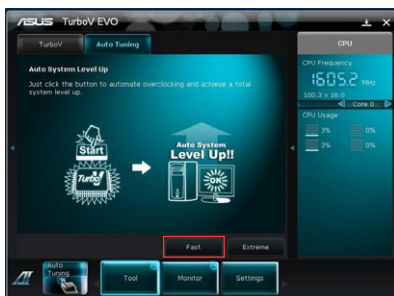 ASUS TurboV EVO
TurboV
Auto Tuning
Auto System Level Up
Just click the button to automate overclocking and achieve a total
system level up.
Start
Turbo
Auto System
Level Up!!
OK
Fast
Extreme
CPU
CPU Frequency
1605.2 MHz
100.3 x 16.0
Core 0
CPU Usage
3%
0%
3%
0%
Auto
Tuning
Tool
Monitor
Settings